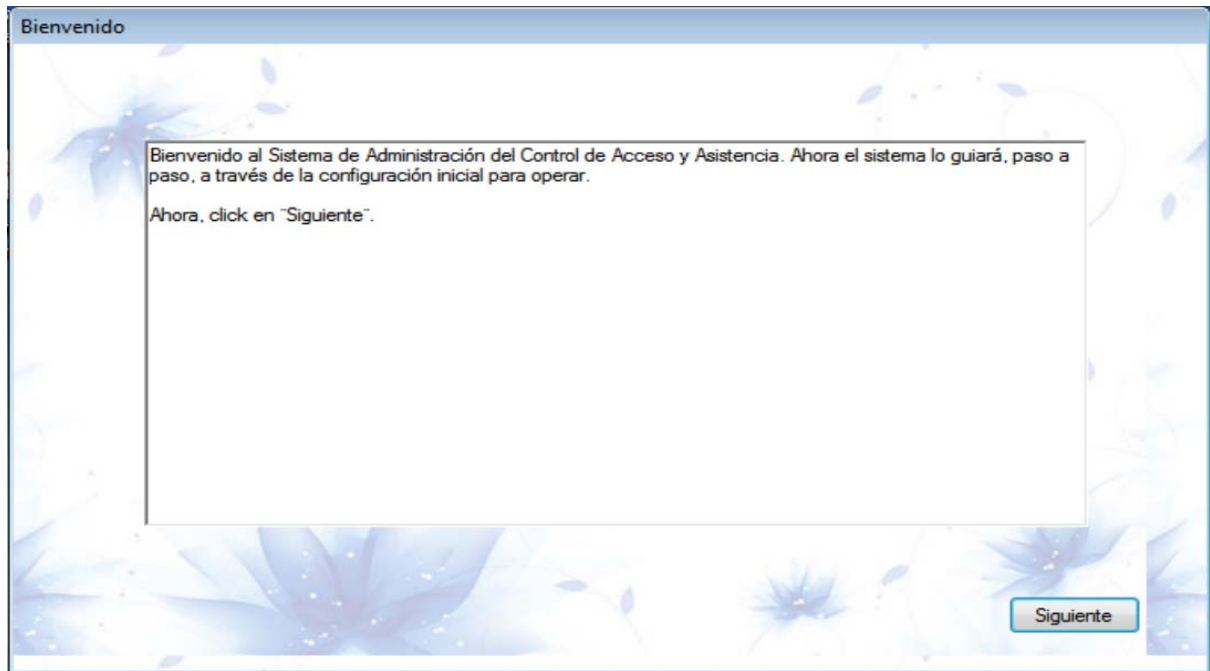 Bienvenido
Bienvenido al Sistema de Administración del Control de Acceso y Asistencia. Ahora el sistema lo guiará, paso a
paso, a través de la configuración inicial para operar.
Ahora, click en ¨Siguiente¨.
Siguiente